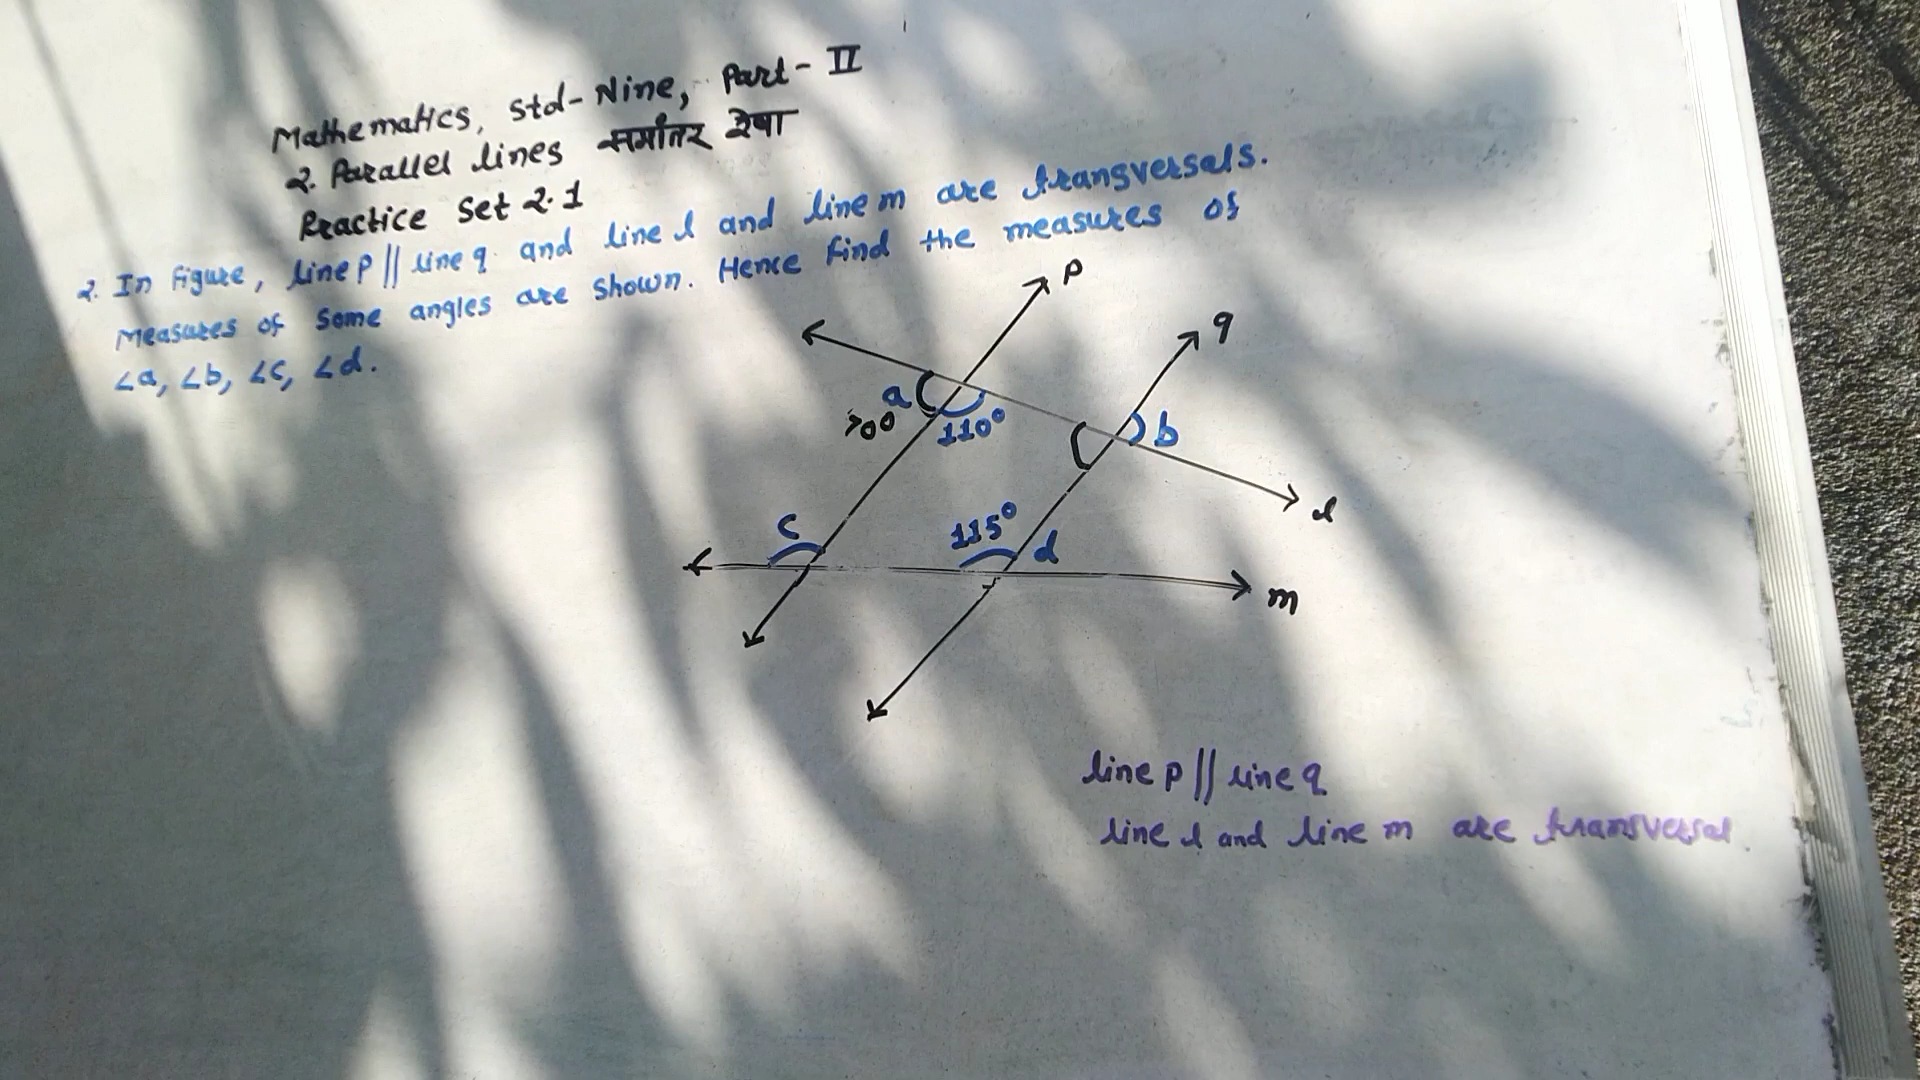 Mathematics, Std-Nine, Part-II
2. Parallel lines समांतर रेषा
Practice Set 2.1
2. In figure, line p || line q and line l and line m are transversals.
Measures of some angles are shown. Hence find the measures of
∠a, ∠b, ∠c, ∠d.
p
q
a
70°
110°
b
l
c
115°
d
m
line p || line q
line l and line m are transversal.